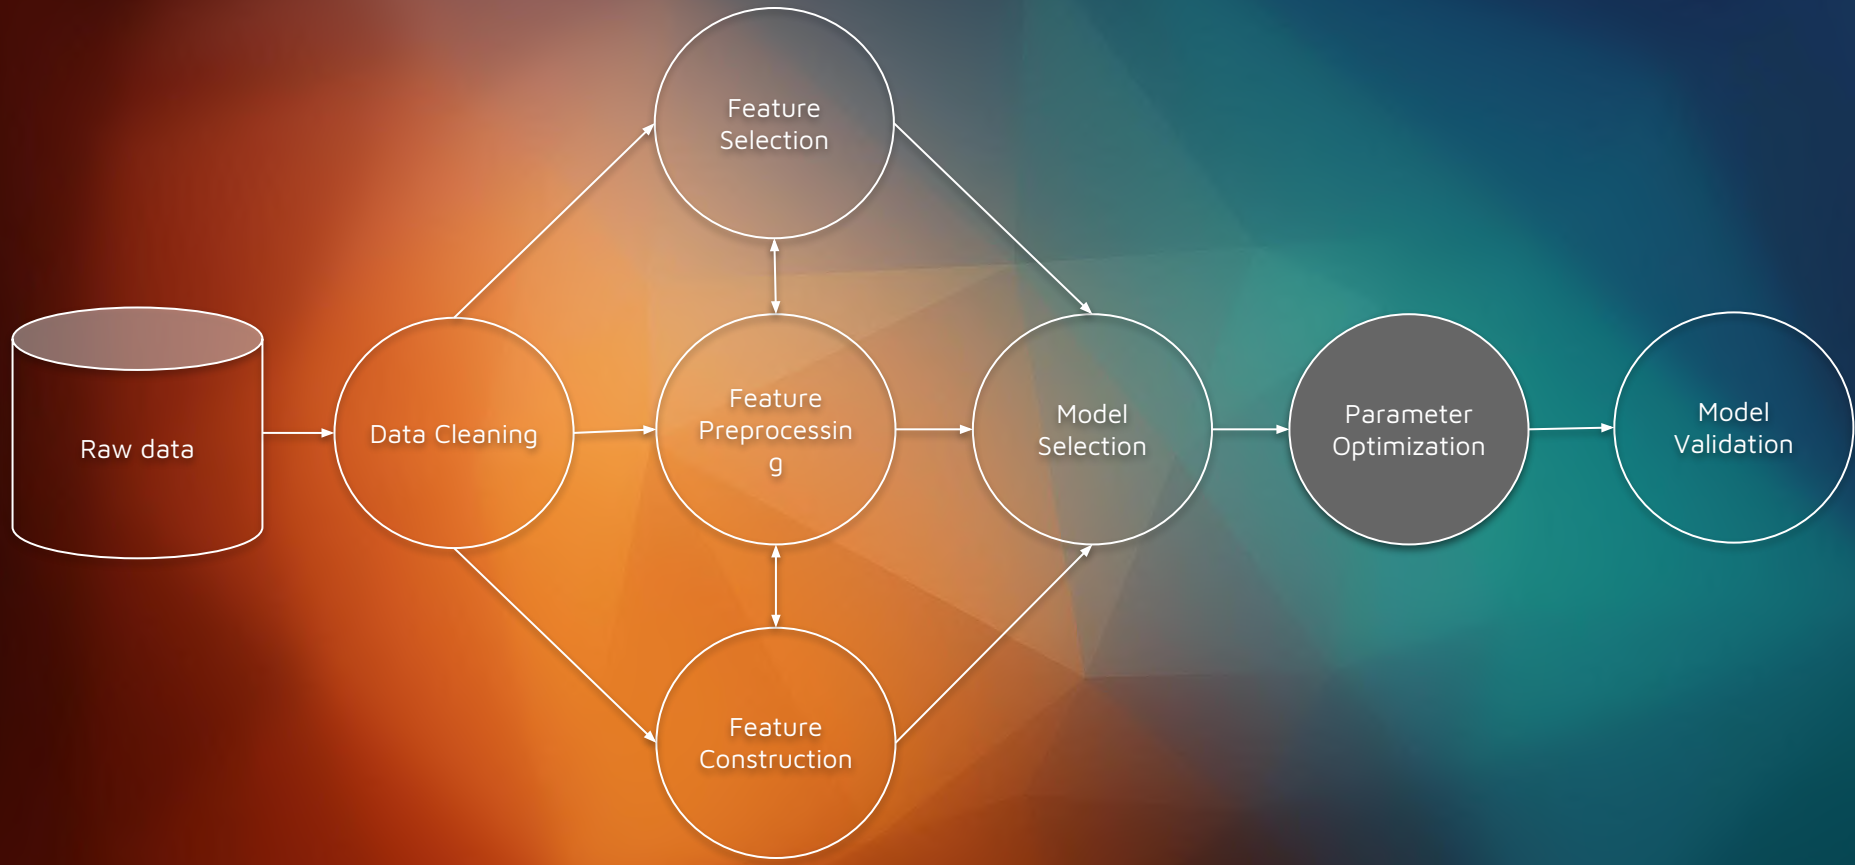 Feature
Selection
Raw data
Data Cleaning
Feature
Preprocessin
g
Model
Selection
Parameter
Optimization
Model
Validation
Feature
Construction